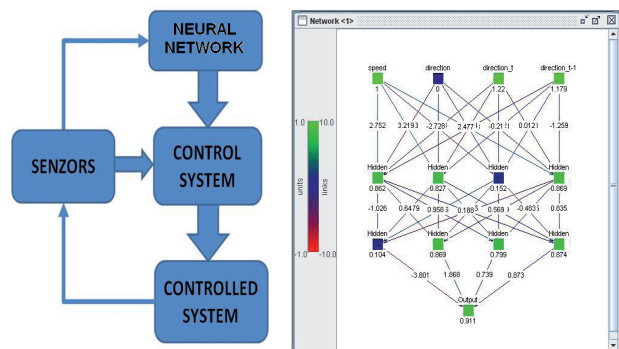 NEURAL
NETWORK
SENZORS
CONTROL
SYSTEM
CONTROLLED
SYSTEM
Network <1>
speed direction direction_t direction_t-1
1 0 1.22 1.179
1.0 10.0
units
links
-1.0 -10.0
2.752 3.2193 -2.728 2.477 -0.21 0.012 -1.259
Hidden Hidden Hidden Hidden
0.862 0.827 0.152 0.869
-1.026 0.6479 0.958 0.188 0.569 -0.483 0.835
Hidden Hidden Hidden Hidden
0.104 0.869 0.799 0.874
-3.801 1.868 0.739 0.873
Output
0.911